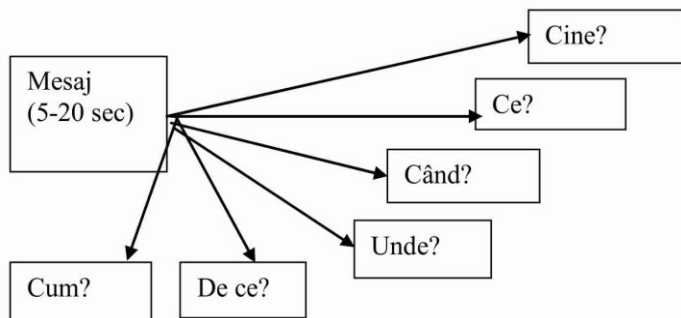 Cine?
Mesaj
(5-20 sec)
Ce?
Când?
Unde?
Cum?
De ce?